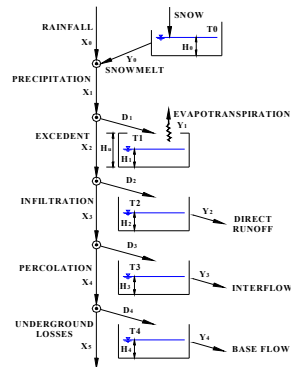 SNOW
RAINFALL
T0
X0
H0
Y0
SNOWMELT
PRECIPITATION
X1
D1
EVAPOTRANSPIRATION
Y1
EXCEDENT
X2
Hu
T1
H1
D2
INFILTRATION
X3
T2
H2
Y2
DIRECT
RUNOFF
D3
PERCOLATION
X4
T3
H3
Y3
INTERFLOW
D4
UNDERGROUND
LOSSES
X5
T4
H4
Y4
BASE FLOW